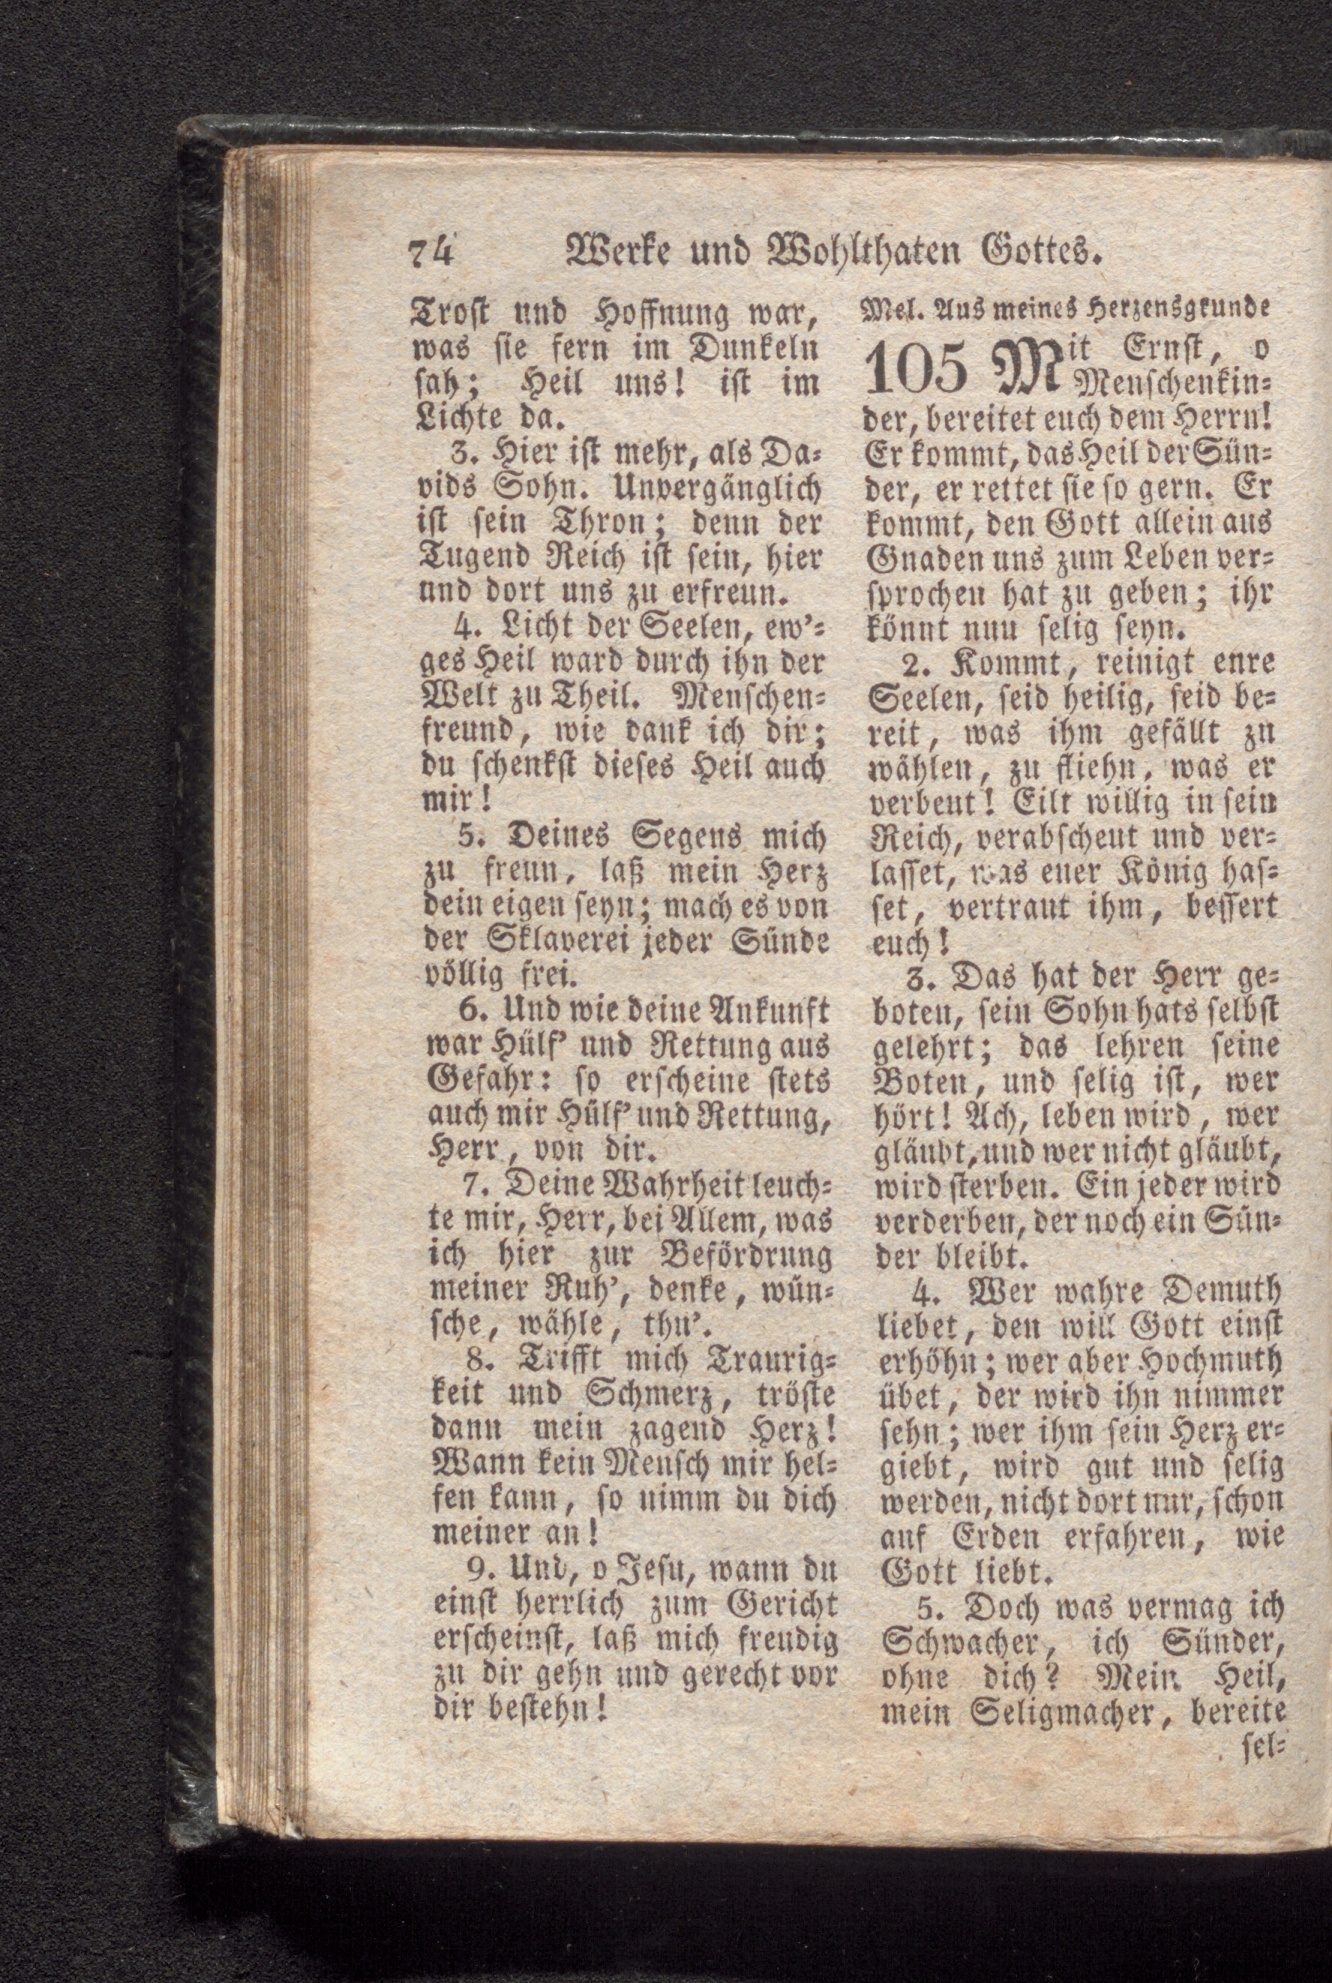 74 Werke und Wohlthaten Gottes.
Trost und Hoffnung war,
was sie fern im Dunkeln
sah; Heil uns! ist im
Lichte da.
3. Hier ist mehr, als Da-
vids Sohn. Unvergänglich
ist sein Thron; denn der
Tugend Reich ist sein, hier
und dort uns zu erfreun.
4. Licht der Seelen, ew'-
ges Heil ward durch ihn der
Welt zu Theil. Menschen-
freund, wie dank ich dir;
du schenkst dieses Heil auch
mir!
5. Deines Segens mich
zu freun, laß mein Herz
dein eigen seyn; mach es von
der Sklaverei jeder Sünde
völlig frei.
6. Und wie deine Ankunft
war Hülf' und Rettung aus
Gefahr: so erscheine stets
auch mir Hülf' und Rettung,
Herr, von dir.
7. Deine Wahrheit leuch-
te mir, Herr, bei Allem, was
ich hier zur Befördrung
meiner Ruh', denke, wün-
sche, wähle, thu'.
8. Trifft mich Traurig-
keit und Schmerz, tröste
dann mein zagend Herz!
Wann kein Mensch mir hel-
fen kann, so nimm du dich
meiner an!
9. Und, o Jesu, wann du
einst herrlich zum Gericht
erscheinst, laß mich freudig
zu dir gehn und gerecht vor
dir bestehn!
Mel. Aus meines Herzensgrunde
105 Mit Ernst, o
Menschenkin-
der, bereitet euch dem Herrn!
Er kommt, das Heil der Sün-
der, er rettet sie so gern. Er
kommt, den Gott allein aus
Gnaden uns zum Leben ver-
sprochen hat zu geben; ihr
könnt nun selig seyn.
2. Kommt, reinigt eure
Seelen, seid heilig, seid be-
reit, was ihm gefällt zu
wählen, zu fliehn, was er
verbeut! Eilt willig in sein
Reich, verabscheut und ver-
lasset, was euer König has-
set, vertraut ihm, bessert
euch!
3. Das hat der Herr ge-
boten, sein Sohn hats selbst
gelehrt; das lehren seine
Boten, und selig ist, wer
hört! Ach, leben wird, wer
gläubt, und wer nicht gläubt,
wird sterben. Ein jeder wird
verderben, der noch ein Sün-
der bleibt.
4. Wer wahre Demuth
liebet, den will Gott einst
erhöhn; wer aber Hochmuth
übet, der wird ihn nimmer
sehn; wer ihm sein Herz er-
giebt, wird gut und selig
werden, nicht dort nur, schon
auf Erden erfahren, wie
Gott liebt.
5. Doch was vermag ich
Schwacher, ich Sünder,
ohne dich? Mein Heil,
mein Seligmacher, bereite
sel-